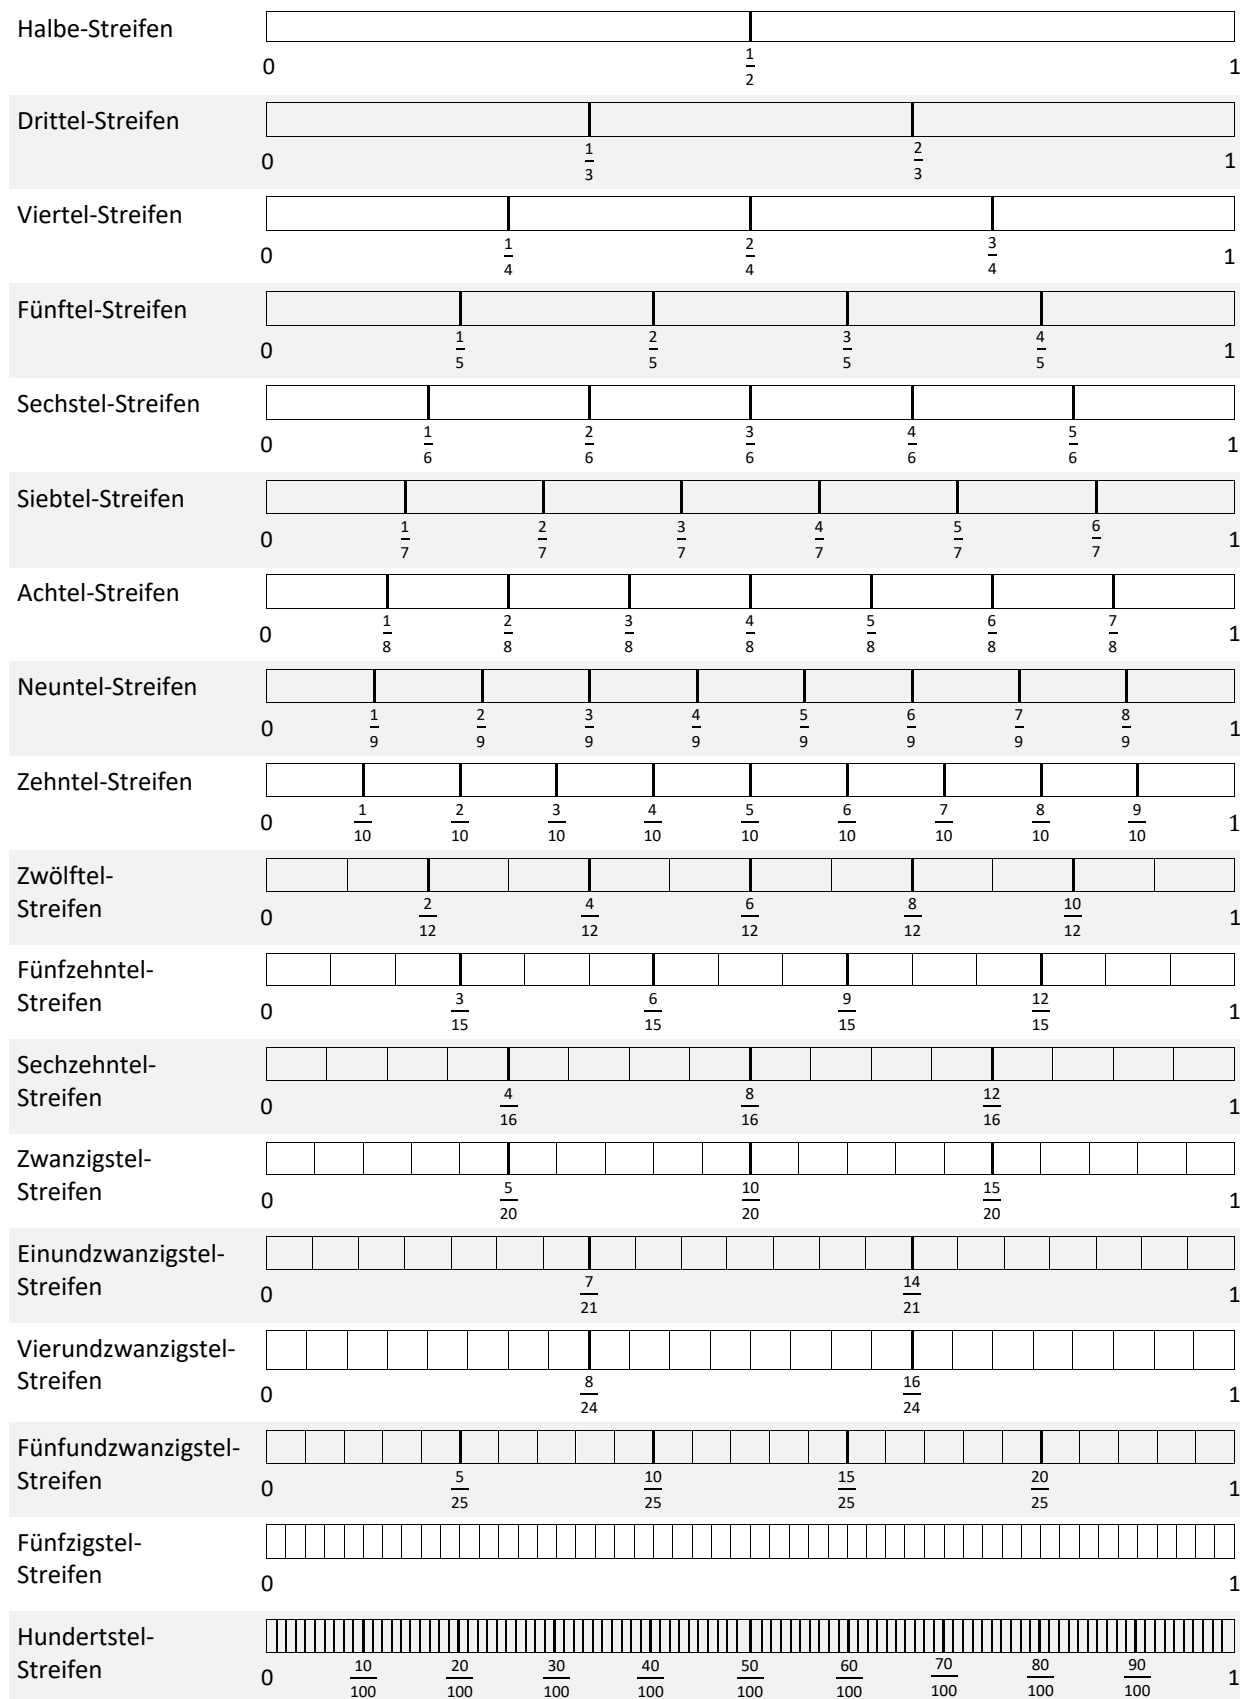 Halbe-Streifen
0 1/2 1
Drittel-Streifen
0 1/3 2/3 1
Viertel-Streifen
0 1/4 2/4 3/4 1
Fünftel-Streifen
0 1/5 2/5 3/5 4/5 1
Sechstel-Streifen
0 1/6 2/6 3/6 4/6 5/6 1
Siebtel-Streifen
0 1/7 2/7 3/7 4/7 5/7 6/7 1
Achtel-Streifen
0 1/8 2/8 3/8 4/8 5/8 6/8 7/8 1
Neuntel-Streifen
0 1/9 2/9 3/9 4/9 5/9 6/9 7/9 8/9 1
Zehntel-Streifen
0 1/10 2/10 3/10 4/10 5/10 6/10 7/10 8/10 9/10 1
Zwölftel-
Streifen
0 2/12 4/12 6/12 8/12 10/12 1
Fünfzehntel-
Streifen
0 3/15 6/15 9/15 12/15 1
Sechzehntel-
Streifen
0 4/16 8/16 12/16 1
Zwanzigstel-
Streifen
0 5/20 10/20 15/20 1
Einundzwanzigstel-
Streifen
0 7/21 14/21 1
Vierundzwanzigstel-
Streifen
0 8/24 16/24 1
Fünfundzwanzigstel-
Streifen
0 5/25 10/25 15/25 20/25 1
Fünfzigstel-
Streifen
0 1
Hundertstel-
Streifen
0 10/100 20/100 30/100 40/100 50/100 60/100 70/100 80/100 90/100 1